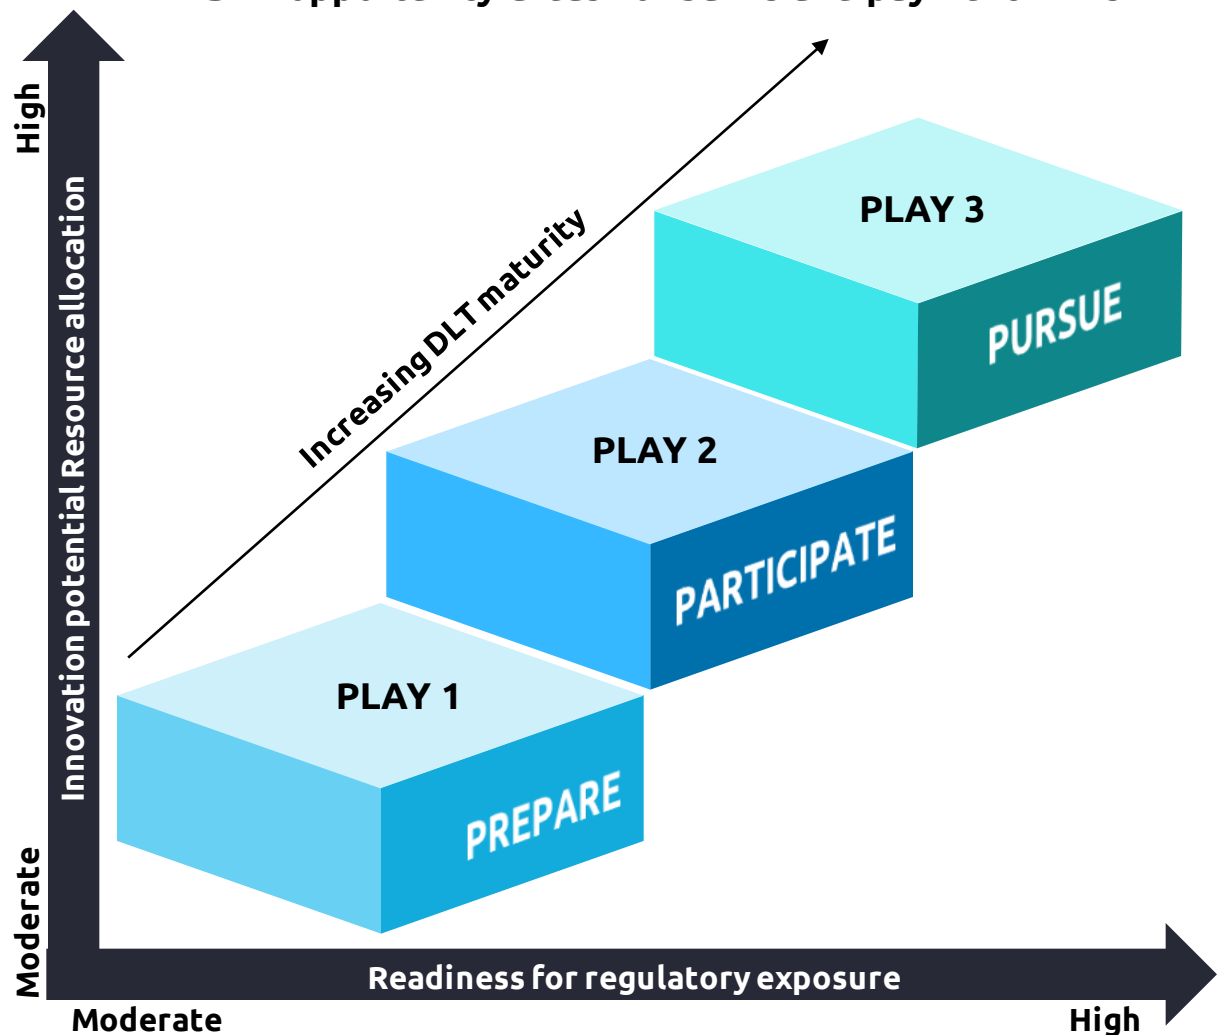 High
Innovation potential Resource allocation
Moderate
Increasing DLT maturity
PLAY 3
PURSUE
PLAY 2
PARTICIPATE
PLAY 1
PREPARE
Readiness for regulatory exposure
Moderate
High